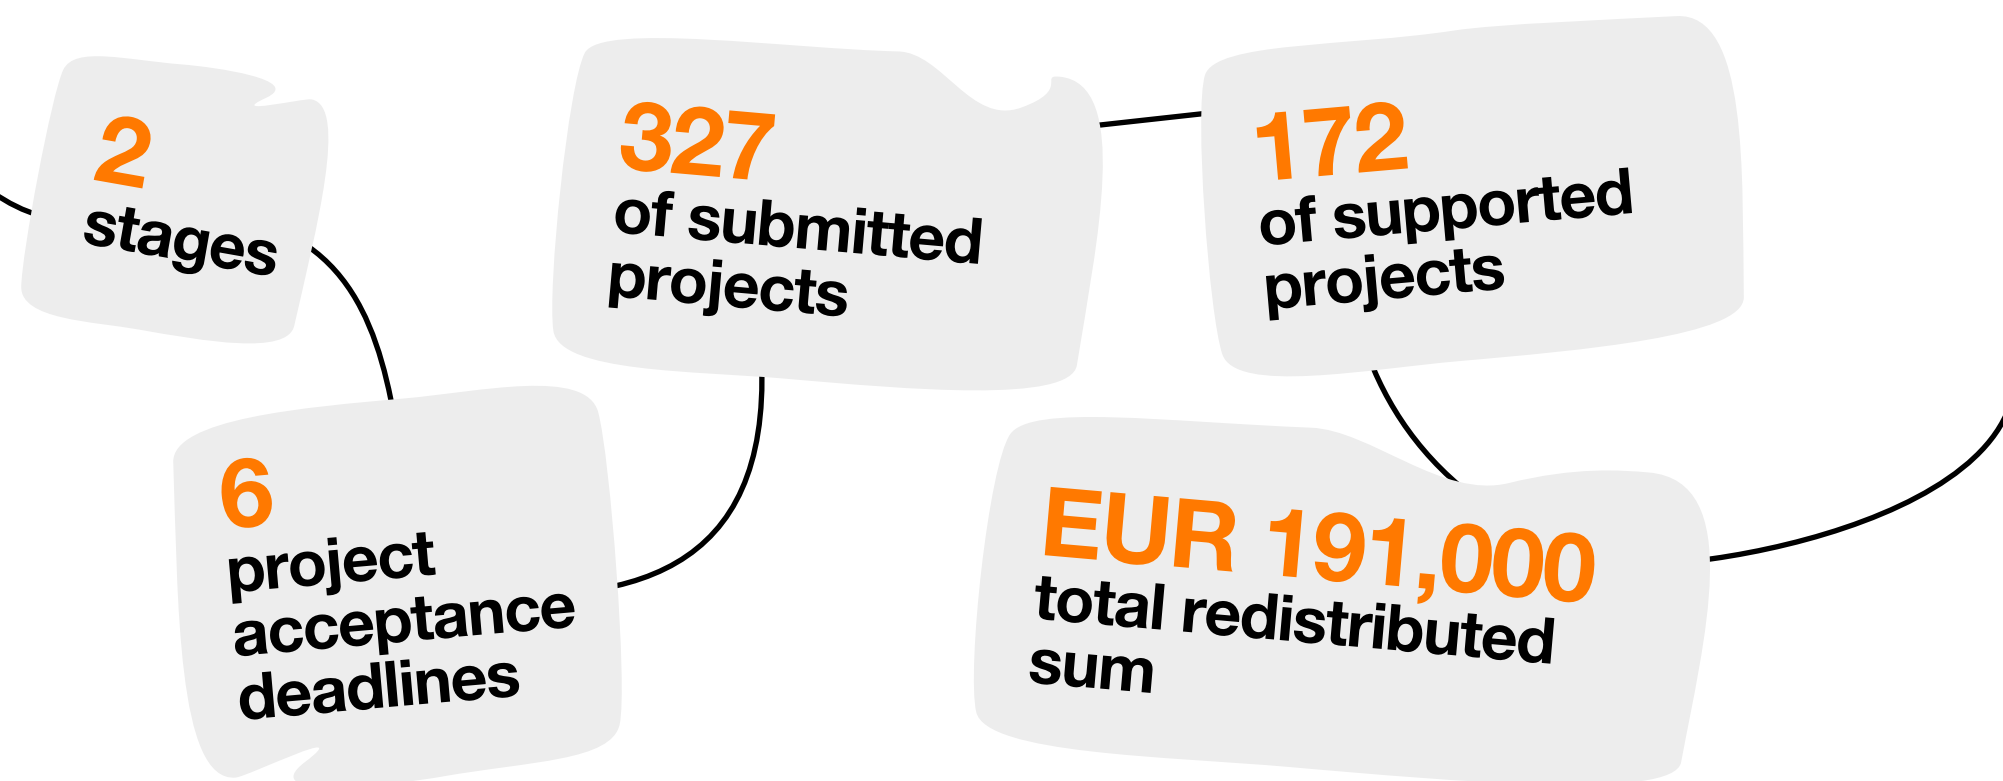 2
stages
6
project
acceptance
deadlines
327
of submitted
projects
172
of supported
projects
EUR 191,000
total redistributed
sum